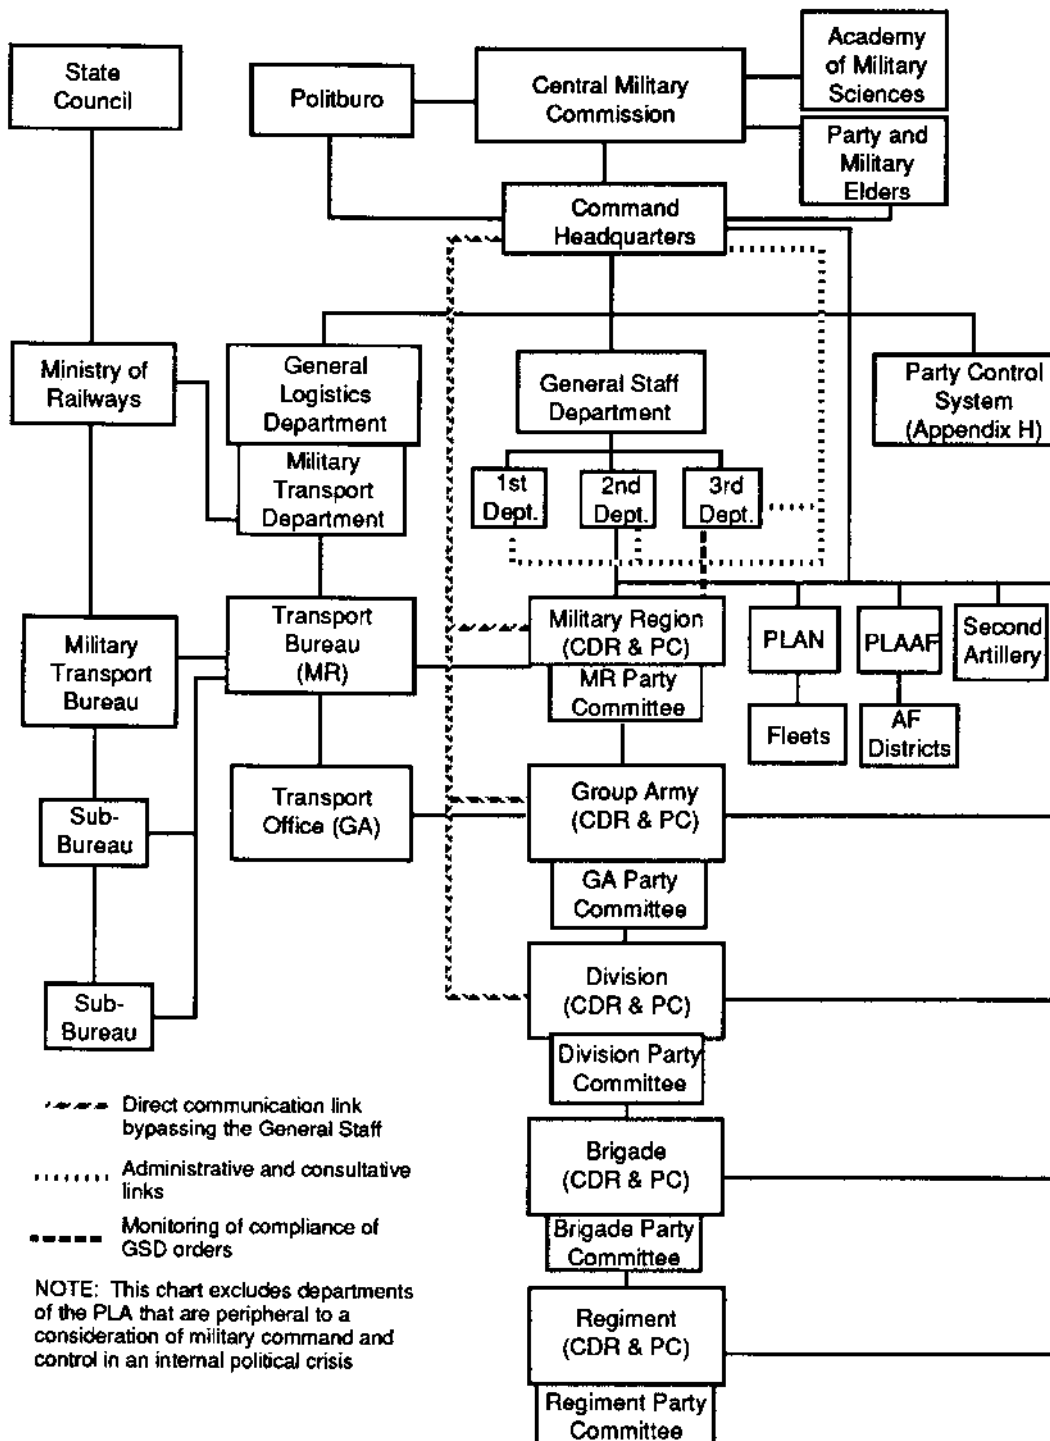 State
Council
Politburo
Central Military
Commission
Academy
of Military
Sciences
Party and
Military
Elders
Command
Headquarters
Ministry of
Railways
General
Logistics
Department
Military
Transport
Department
General Staff
Department
Party Control
System
(Appendix H)
1st
Dept.
2nd
Dept.
3rd
Dept.
Military
Transport
Bureau
Transport
Bureau
(MR)
Military Region
(CDR & PC)
MR Party
Committee
PLAN
PLAAF
Second
Artillery
Fleets
AF
Districts
Sub-
Bureau
Transport
Office (GA)
Group Army
(CDR & PC)
GA Party
Committee
Sub-
Bureau
Division
(CDR & PC)
Division Party
Committee
Brigade
(CDR & PC)
Brigade Party
Committee
Regiment
(CDR & PC)
Regiment Party
Committee
Direct communication link
bypassing the General Staff
Administrative and consultative
links
Monitoring of compliance of
GSD orders
NOTE: This chart excludes departments
of the PLA that are peripheral to a
consideration of military command and
control in an internal political crisis